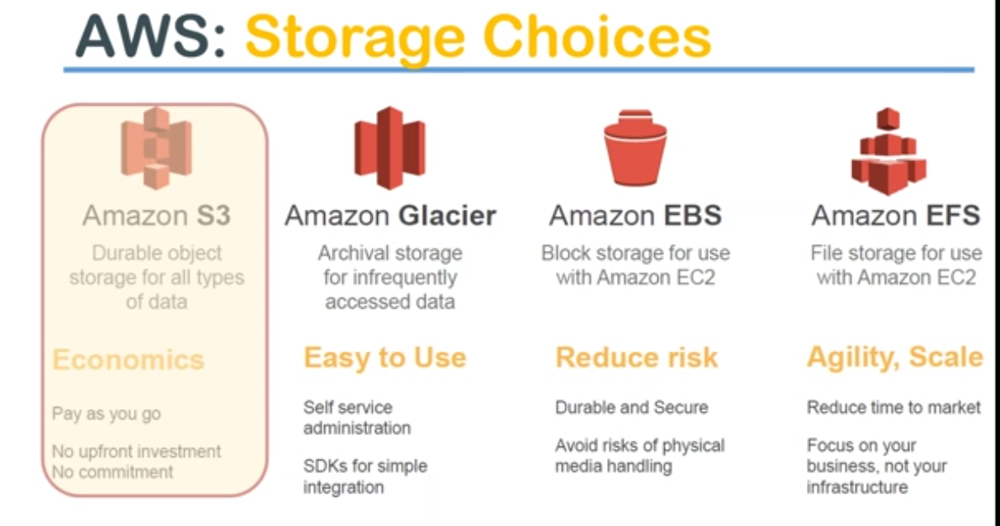 AWS: Storage Choices
Amazon S3
Durable object
storage for all types
of data
Economics
Pay as you go
No upfront investment
No commitment
Amazon Glacier
Archival storage
for infrequently
accessed data
Easy to Use
Self service
administration
SDKs for simple
integration
Amazon EBS
Block storage for use
with Amazon EC2
Reduce risk
Durable and Secure
Avoid risks of physical
media handling
Amazon EFS
File storage for use
with Amazon EC2
Agility, Scale
Reduce time to market
Focus on your
business, not your
infrastructure